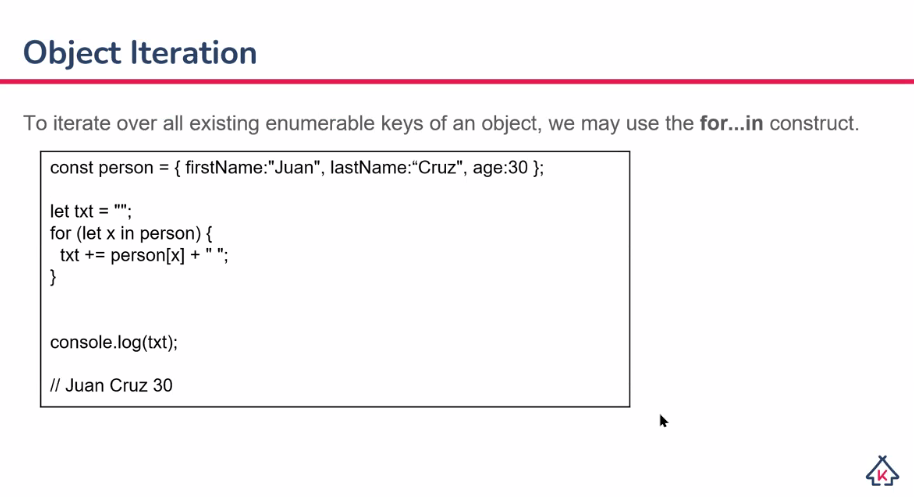 Object Iteration
To iterate over all existing enumerable keys of an object, we may use the for...in construct.
const person = { firstName:"Juan", lastName:“Cruz", age:30 };
let txt = "";
for (let x in person) {
  txt += person[x] + " ";
}
console.log(txt);
// Juan Cruz 30
K